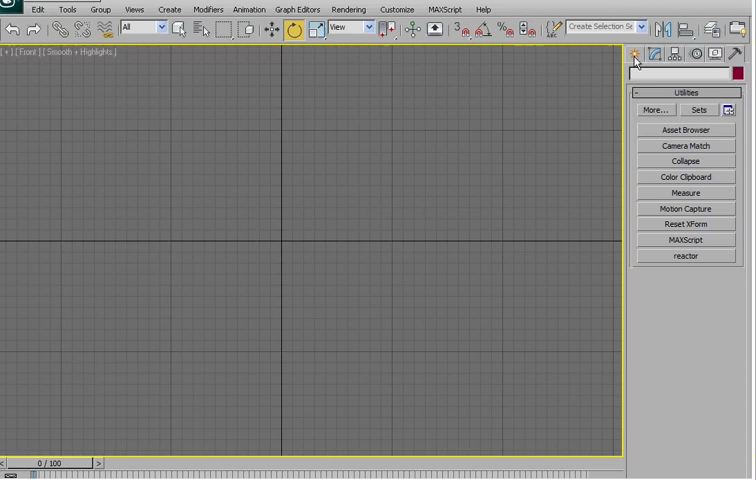 Edit Tools Group Views Create Modifiers Animation Graph Editors Rendering Customize MAXScript Help
All View 3 ABC Create Selection Se
[ + ] [ Front ] [ Smooth + Highlights ]
- Utilities
More... Sets
Asset Browser
Camera Match
Collapse
Color Clipboard
Measure
Motion Capture
Reset XForm
MAXScript
reactor
< 0 / 100 >